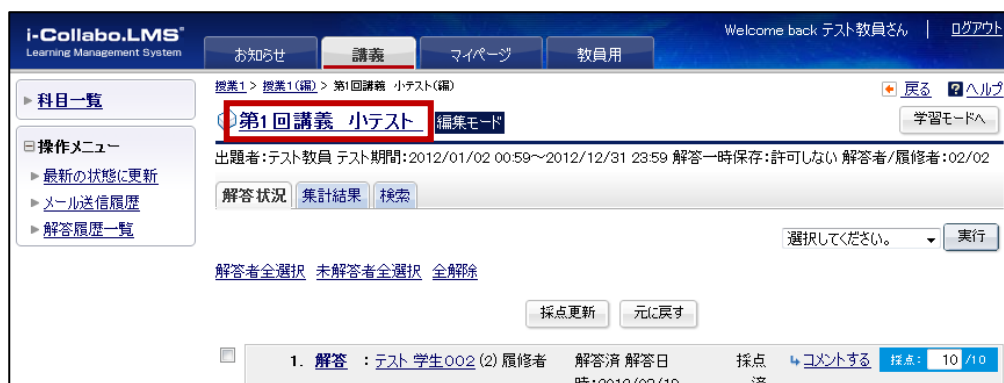 i-Collabo.LMS
Learning Management System
Welcome back テスト教員さん | ログアウト
お知らせ 講義 マイページ 教員用
科目一覧
操作メニュー
最新の状態に更新
メール送信履歴
解答履歴一覧
授業1 > 授業1(編) > 第1回講義 小テスト(編)
戻る ヘルプ
第1回講義 小テスト 編集モード
学習モードへ
出題者:テスト教員 テスト期間:2012/01/02 00:59～2012/12/31 23:59 解答一時保存:許可しない 解答者/履修者:02/02
解答状況 集計結果 検索
選択してください。 実行
解答者全選択 未解答者全選択 全解除
採点更新 元に戻す
1. 解答 : テスト 学生002 (2) 履修者 解答済 解答日 採点 コメントする 採点: 10 /10